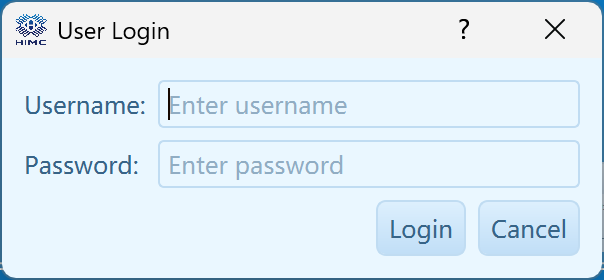 HIMC
User Login
?
Username:
Enter username
Password:
Enter password
Login
Cancel